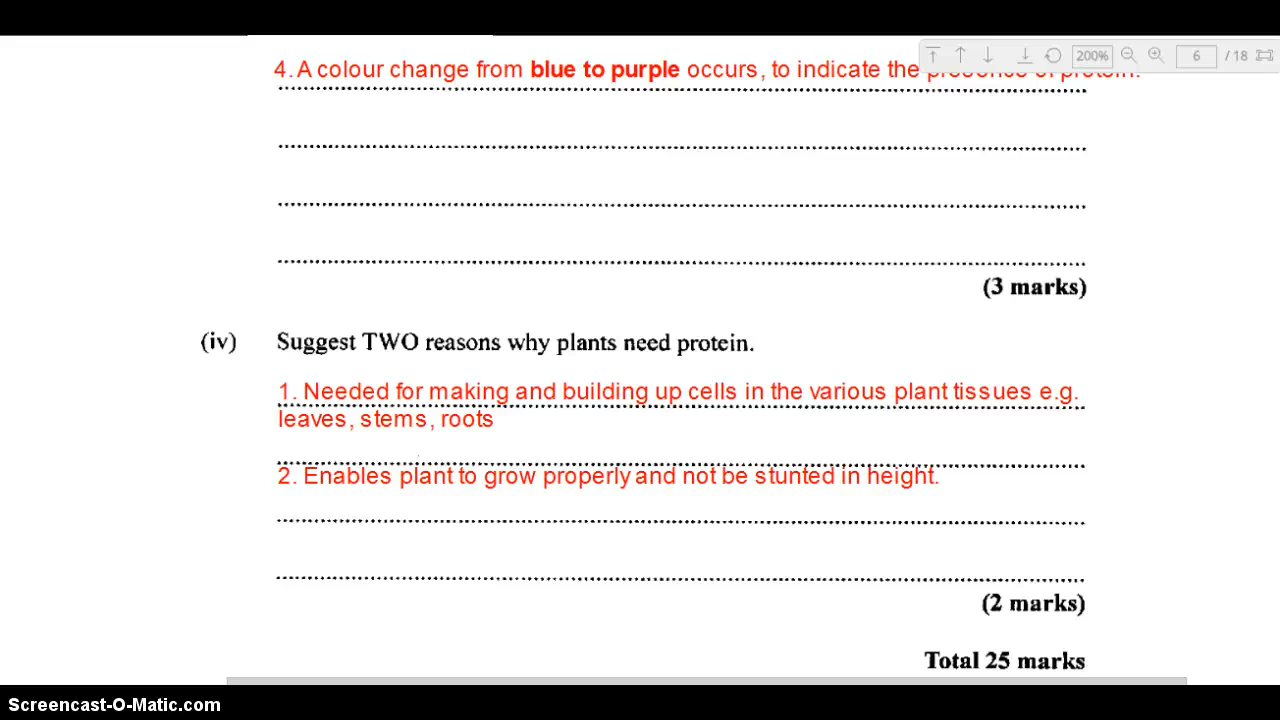 4. A colour change from blue to purple occurs, to indicate the presence of protein.
200% 6 / 18
(3 marks)
(iv) Suggest TWO reasons why plants need protein.
1. Needed for making and building up cells in the various plant tissues e.g.
leaves, stems, roots
2. Enables plant to grow properly and not be stunted in height.
(2 marks)
Total 25 marks
Screencast-O-Matic.com